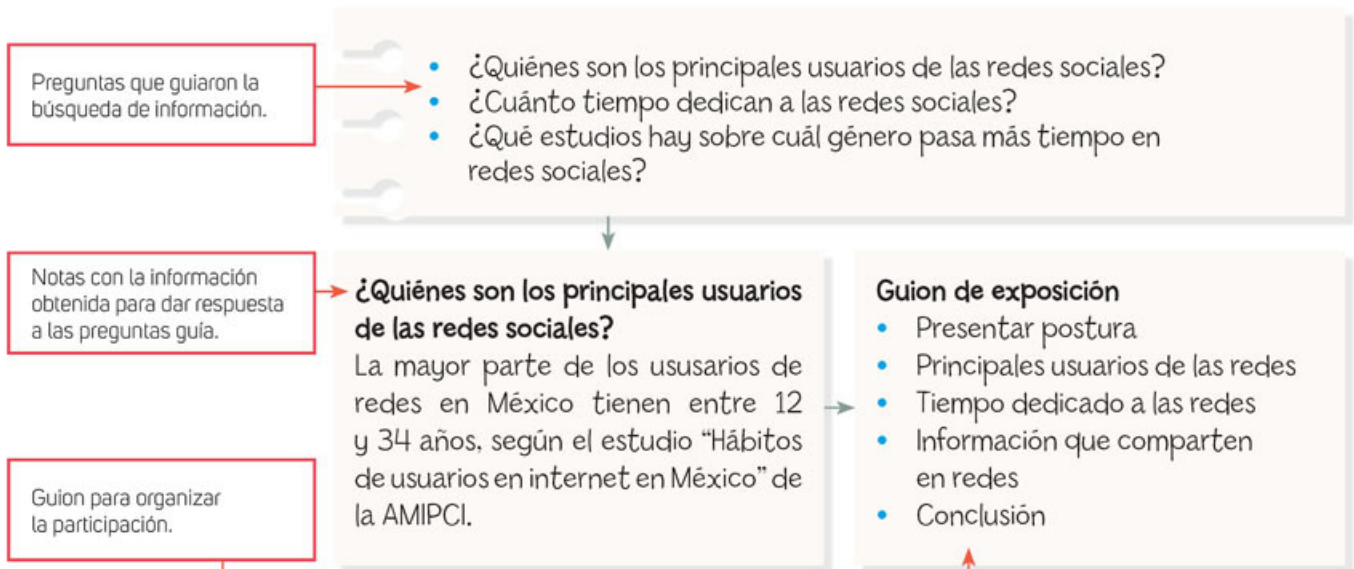 Preguntas que guiaron la
búsqueda de información.
• ¿Quiénes son los principales usuarios de las redes sociales?
• ¿Cuánto tiempo dedican a las redes sociales?
• ¿Qué estudios hay sobre cuál género pasa más tiempo en
redes sociales?
Notas con la información
obtenida para dar respuesta
a las preguntas guía.
¿Quiénes son los principales usuarios
de las redes sociales?
La mayor parte de los ususarios de
redes en México tienen entre 12
y 34 años, según el estudio “Hábitos
de usuarios en internet en México” de
la AMIPCI.
Guion de exposición
• Presentar postura
• Principales usuarios de las redes
• Tiempo dedicado a las redes
• Información que comparten
en redes
• Conclusión
Guion para organizar
la participación.